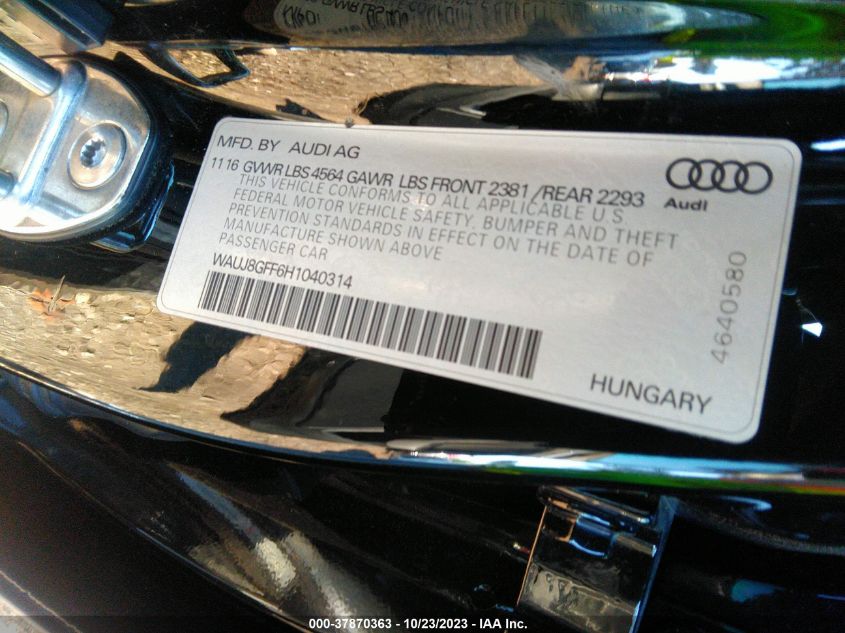 MFD. BY AUDI AG
11 16 GVWR LBS 4564 GAWR LBS FRONT 2381 /REAR 2293
THIS VEHICLE CONFORMS TO ALL APPLICABLE U.S.
FEDERAL MOTOR VEHICLE SAFETY, BUMPER AND THEFT
PREVENTION STANDARDS IN EFFECT ON THE DATE OF
MANUFACTURE SHOWN ABOVE
PASSENGER CAR
WAUJ8GFF6H1040314
Audi
4640580
HUNGARY
000-37870363 - 10/23/2023 - IAA Inc.